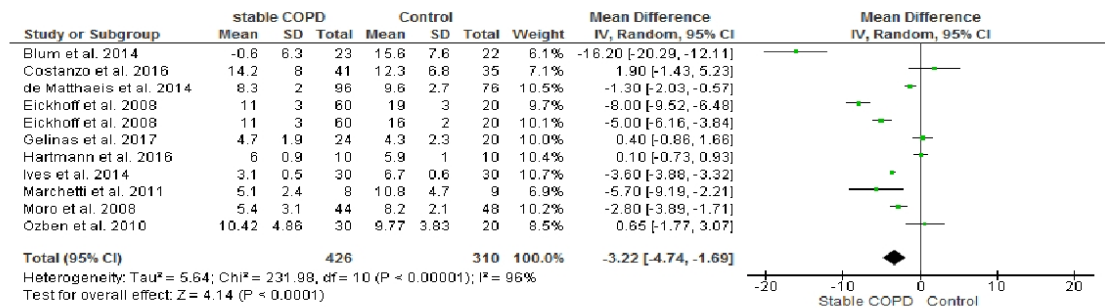 stable COPD Control Mean Difference Mean Difference
Study or Subgroup Mean SD Total Mean SD Total Weight IV, Random, 95% CI IV, Random, 95% CI
Blum et al. 2014 -0.6 6.3 23 15.6 7.6 22 6.1% -16.20 [-20.29, -12.11]
Costanzo et al. 2016 14.2 8 41 12.3 6.8 35 7.1% 1.90 [-1.43, 5.23]
de Matthaeis et al. 2014 8.3 2 96 9.6 2.7 76 10.5% -1.30 [-2.03, -0.57]
Eickhoff et al. 2008 11 3 60 19 3 20 9.7% -8.00 [-9.52, -6.48]
Eickhoff et al. 2008 11 3 60 16 2 20 10.1% -5.00 [-6.16, -3.84]
Gelinas et al. 2017 4.7 1.9 24 4.3 2.3 20 10.0% 0.40 [-0.86, 1.66]
Hartmann et al. 2016 6 0.9 10 5.9 1 10 10.4% 0.10 [-0.73, 0.93]
Ives et al. 2014 3.1 0.5 30 6.7 0.6 30 10.7% -3.60 [-3.88, -3.32]
Marchetti et al. 2011 5.1 2.4 8 10.8 4.7 9 6.9% -5.70 [-9.19, -2.21]
Moro et al. 2008 5.4 3.1 44 8.2 2.1 48 10.2% -2.80 [-3.89, -1.71]
Ozben et al. 2010 10.42 4.86 30 9.77 3.83 20 8.5% 0.65 [-1.77, 3.07]
Total (95% CI) 426 310 100.0% -3.22 [-4.74, -1.69]
Heterogeneity: Tau² = 5.64; Chi² = 231.98, df = 10 (P < 0.00001); I² = 96%
Test for overall effect: Z = 4.14 (P < 0.0001)
-20 -10 0 10 20
Stable COPD Control